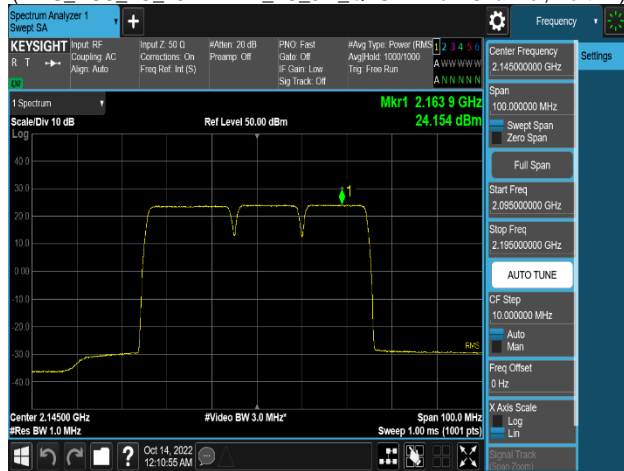 Spectrum Analyzer 1
Swept SA
+
Frequency
KEYSIGHT
Input: RF
Coupling: AC
Align: Auto
Input Z: 50 Ω
Corrections: On
Freq Ref: Int (S)
#Atten: 20 dB
Preamp: Off
PNO: Fast
Gate: Off
IF Gain: Low
Sig Track: Off
#Avg Type: Power (RMS
Avg|Hold: 1000/1000
Trig: Free Run
1 2 3 4 5 6
A W W W W W
A N N N N N
R T
Center Frequency
2.145000000 GHz
Settings
Span
100.000000 MHz
Swept Span
Zero Span
Full Span
Start Freq
2.095000000 GHz
Stop Freq
2.195000000 GHz
AUTO TUNE
CF Step
10.000000 MHz
Auto
Man
Freq Offset
0 Hz
X Axis Scale
Log
Lin
Signal Track
(Span Zoom)
1 Spectrum
Scale/Div 10 dB
Log
Ref Level 50.00 dBm
Mkr1 2.163 9 GHz
24.154 dBm
40.0
30.0
20.0
10.0
0.00
-10.0
-20.0
-30.0
-40.0
1
RMS
Center 2.14500 GHz
#Res BW 1.0 MHz
#Video BW 3.0 MHz*
Span 100.0 MHz
Sweep 1.00 ms (1001 pts)
?
Oct 14, 2022
12:10:55 AM